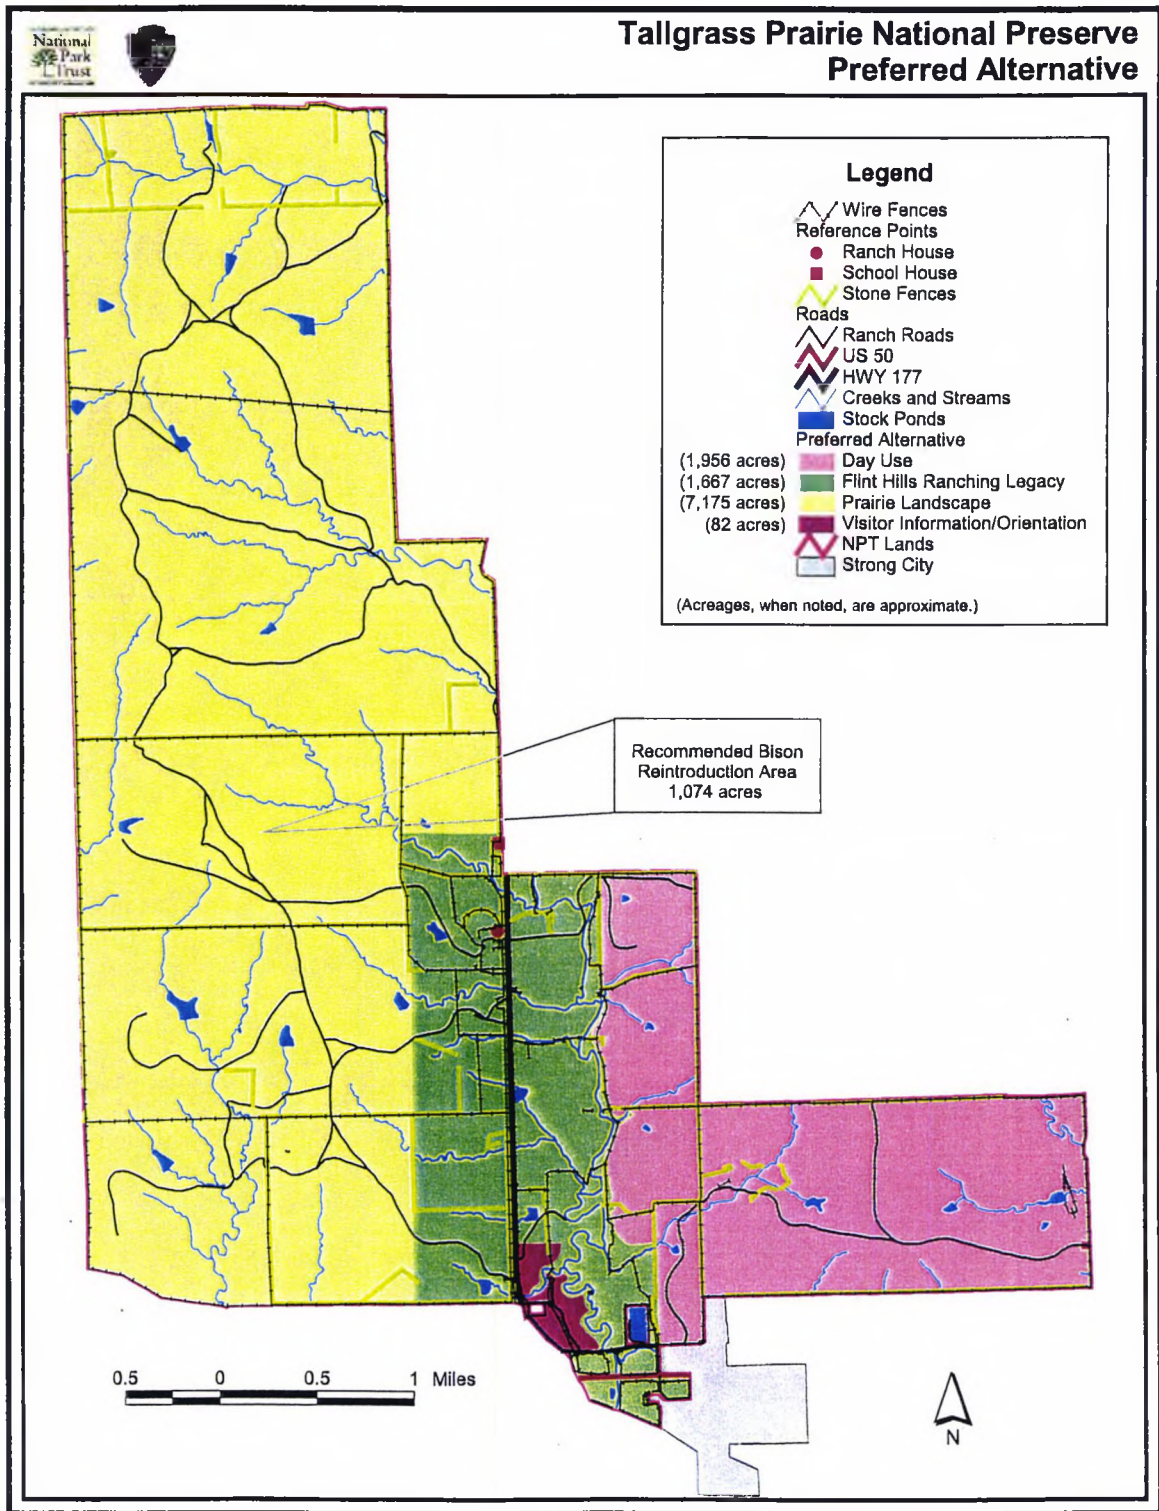 National
Park
Trust
Tallgrass Prairie National Preserve
Preferred Alternative
Legend
Wire Fences
Reference Points
Ranch House
School House
Stone Fences
Roads
Ranch Roads
US 50
HWY 177
Creeks and Streams
Stock Ponds
Preferred Alternative
(1,956 acres) Day Use
(1,667 acres) Flint Hills Ranching Legacy
(7,175 acres) Prairie Landscape
(82 acres) Visitor Information/Orientation
NPT Lands
Strong City
(Acreages, when noted, are approximate.)
Recommended Bison
Reintroduction Area
1,074 acres
0.5 0 0.5 1 Miles
N